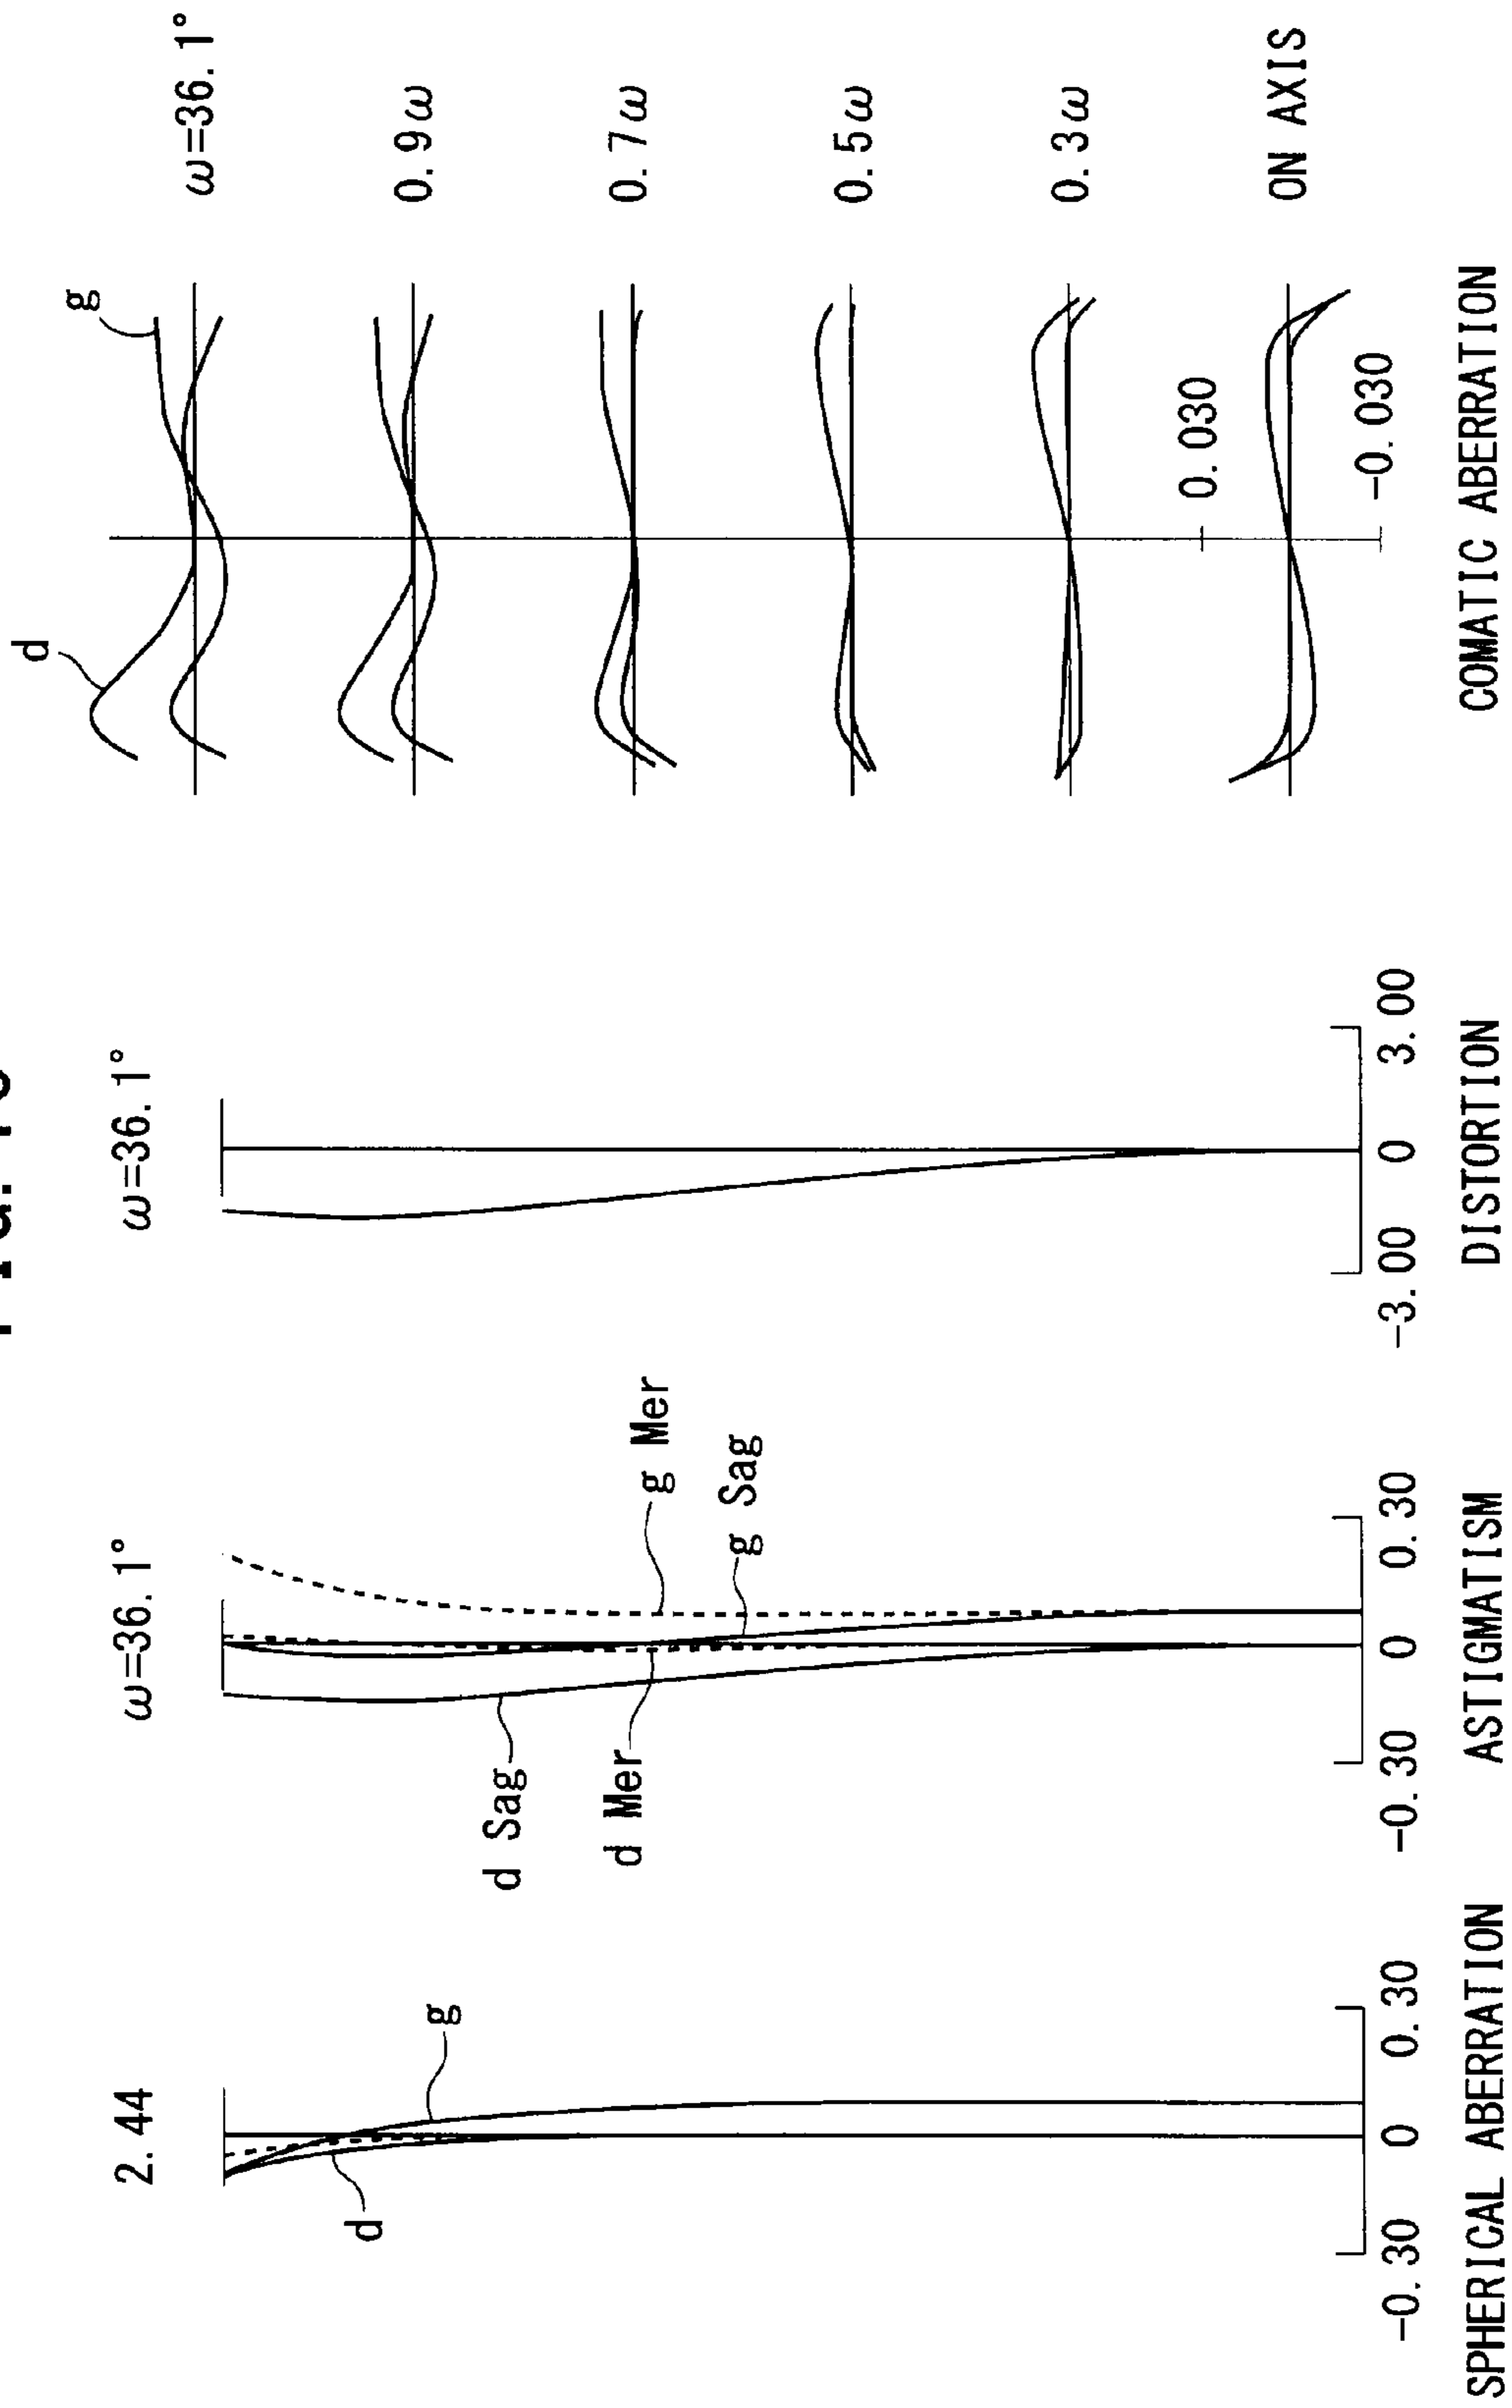 2.44
g
d
-0.30 0 0.30
SPHERICAL ABERRATION
ω=36.1°
d Sag
d Mer
g Mer
g Sag
-0.30 0 0.30
ASTIGMATISM
ω=36.1°
-3.00 0 3.00
DISTORTION
d
g
ω=36.1°
0.9ω
0.7ω
0.5ω
0.3ω
0.030
ON AXIS
-0.030
COMATIC ABERRATION